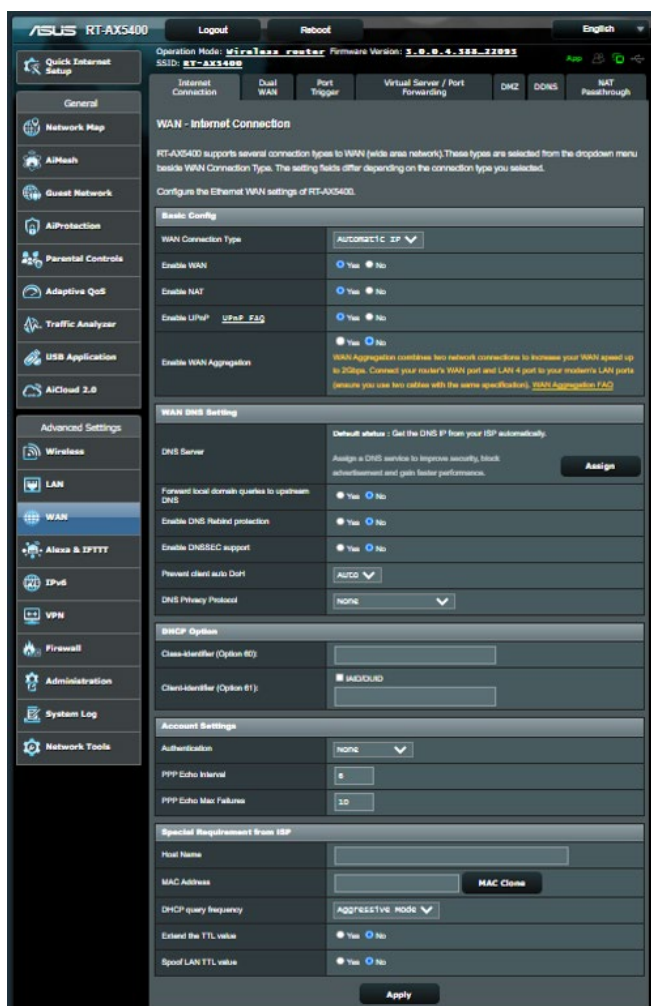 ASUS RT-AX5400
Logout
Reboot
English
Operation Mode: Wireless router Firmware Version: 3.0.0.4.388_22093
SSID: RT-AX5400
App
Quick Internet Setup
General
Network Map
AiMesh
Guest Network
AiProtection
Parental Controls
Adaptive QoS
Traffic Analyzer
USB Application
AiCloud 2.0
Advanced Settings
Wireless
LAN
WAN
Alexa & IFTTT
IPv6
VPN
Firewall
Administration
System Log
Network Tools
Internet Connection
Dual WAN
Port Trigger
Virtual Server / Port Forwarding
DMZ
DDNS
NAT Passthrough
WAN - Internet Connection
RT-AX5400 supports several connection types to WAN (wide area network).These types are selected from the dropdown menu
beside WAN Connection Type. The setting fields differ depending on the connection type you selected.
Configure the Ethernet WAN settings of RT-AX5400.
Basic Config
WAN Connection Type
Automatic IP
Enable WAN
Yes No
Enable NAT
Yes No
Enable UPnP UPnP FAQ
Yes No
Enable WAN Aggregation
Yes No
WAN Aggregation combines two network connections to increase your WAN speed up
to 2Gbps. Connect your router's WAN port and LAN 4 port to your modem's LAN ports
(ensure you use two cables with the same specification). WAN Aggregation FAQ
WAN DNS Setting
DNS Server
Default status : Get the DNS IP from your ISP automatically.
Assign a DNS service to improve security, block
advertisement and gain faster performance.
Assign
Forward local domain queries to upstream
DNS
Yes No
Enable DNS Rebind protection
Yes No
Enable DNSSEC support
Yes No
Prevent client auto DoH
Auto
DNS Privacy Protocol
None
DHCP Option
Class-identifier (Option 60):
Client-identifier (Option 61):
IAID/DUID
Account Settings
Authentication
None
PPP Echo Interval
6
PPP Echo Max Failures
10
Special Requirement from ISP
Host Name
MAC Address
MAC Clone
DHCP query frequency
Aggressive Mode
Extend the TTL value
Yes No
Spoof LAN TTL value
Yes No
Apply